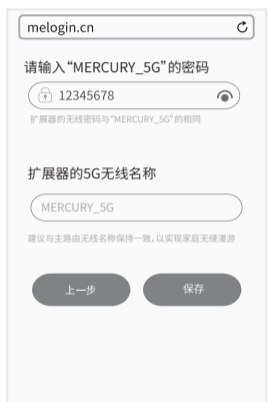 melogin.cn
请输入“MERCURY_5G”的密码
12345678
扩展器的无线密码与“MERCURY_5G”的相同
扩展器的5G无线名称
MERCURY_5G
建议与主路由无线名称保持一致,以实现家庭无缝漫游
上一步
保存